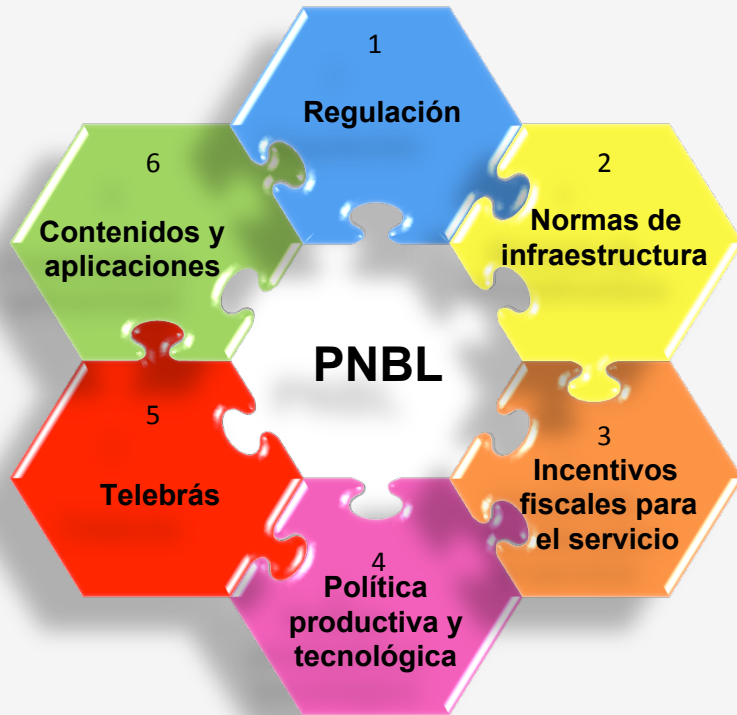 1
Regulación
2
Normas de
infraestructura
3
Incentivos
fiscales para
el servicio
4
Política
productiva y
tecnológica
5
Telebrás
6
Contenidos y
aplicaciones
PNBL